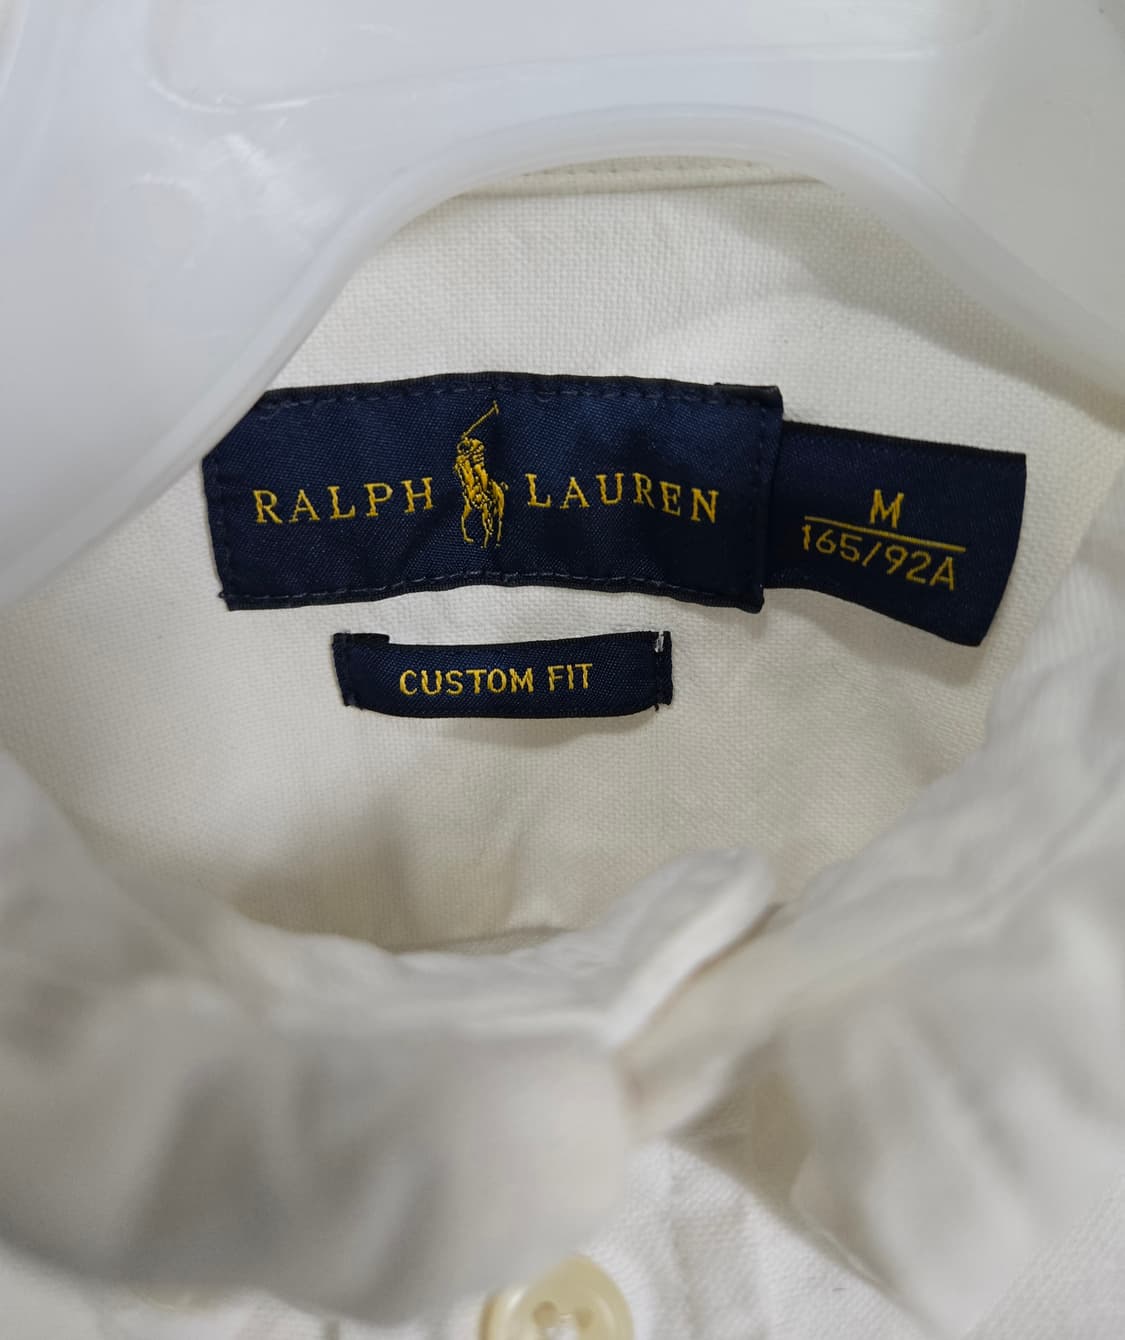 RALPH LAUREN
M
165/92A
CUSTOM FIT